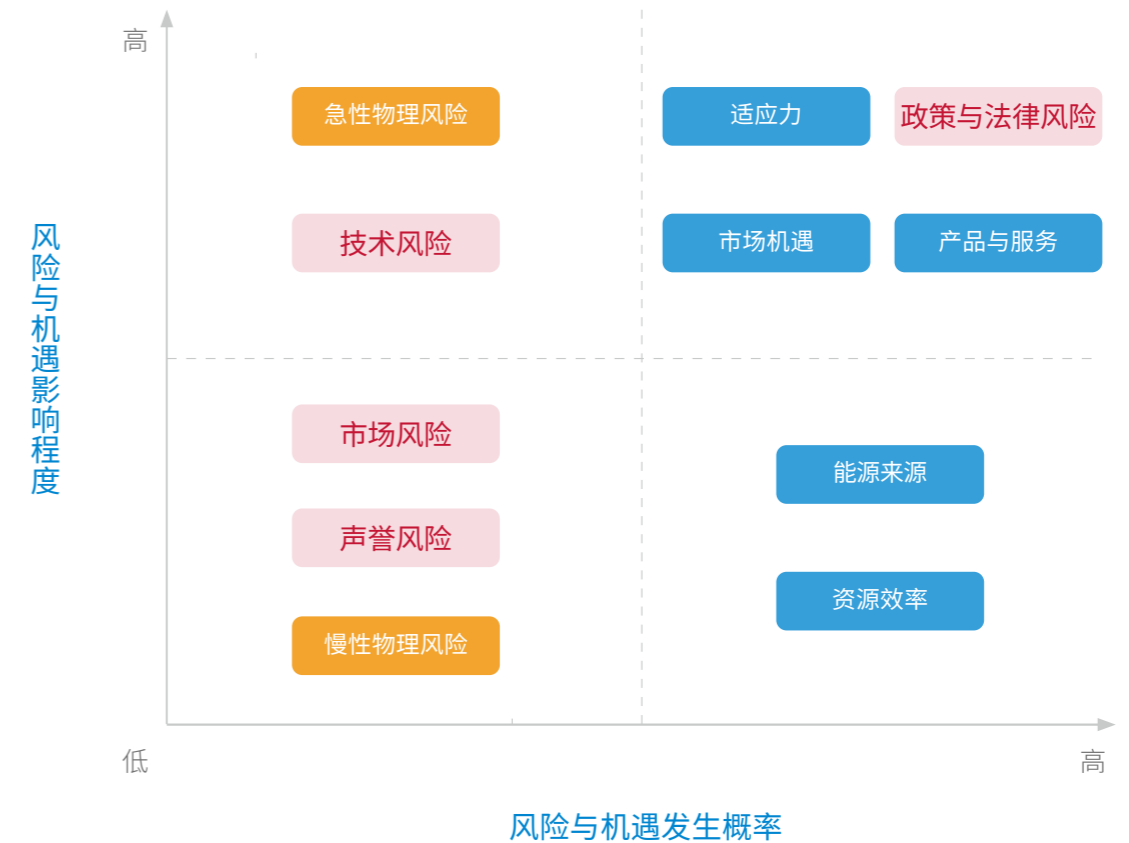 高
急性物理风险
适应力
政策与法律风险
技术风险
市场机遇
产品与服务
风险与机遇影响程度
市场风险
能源来源
声誉风险
资源效率
慢性物理风险
低
高
风险与机遇发生概率